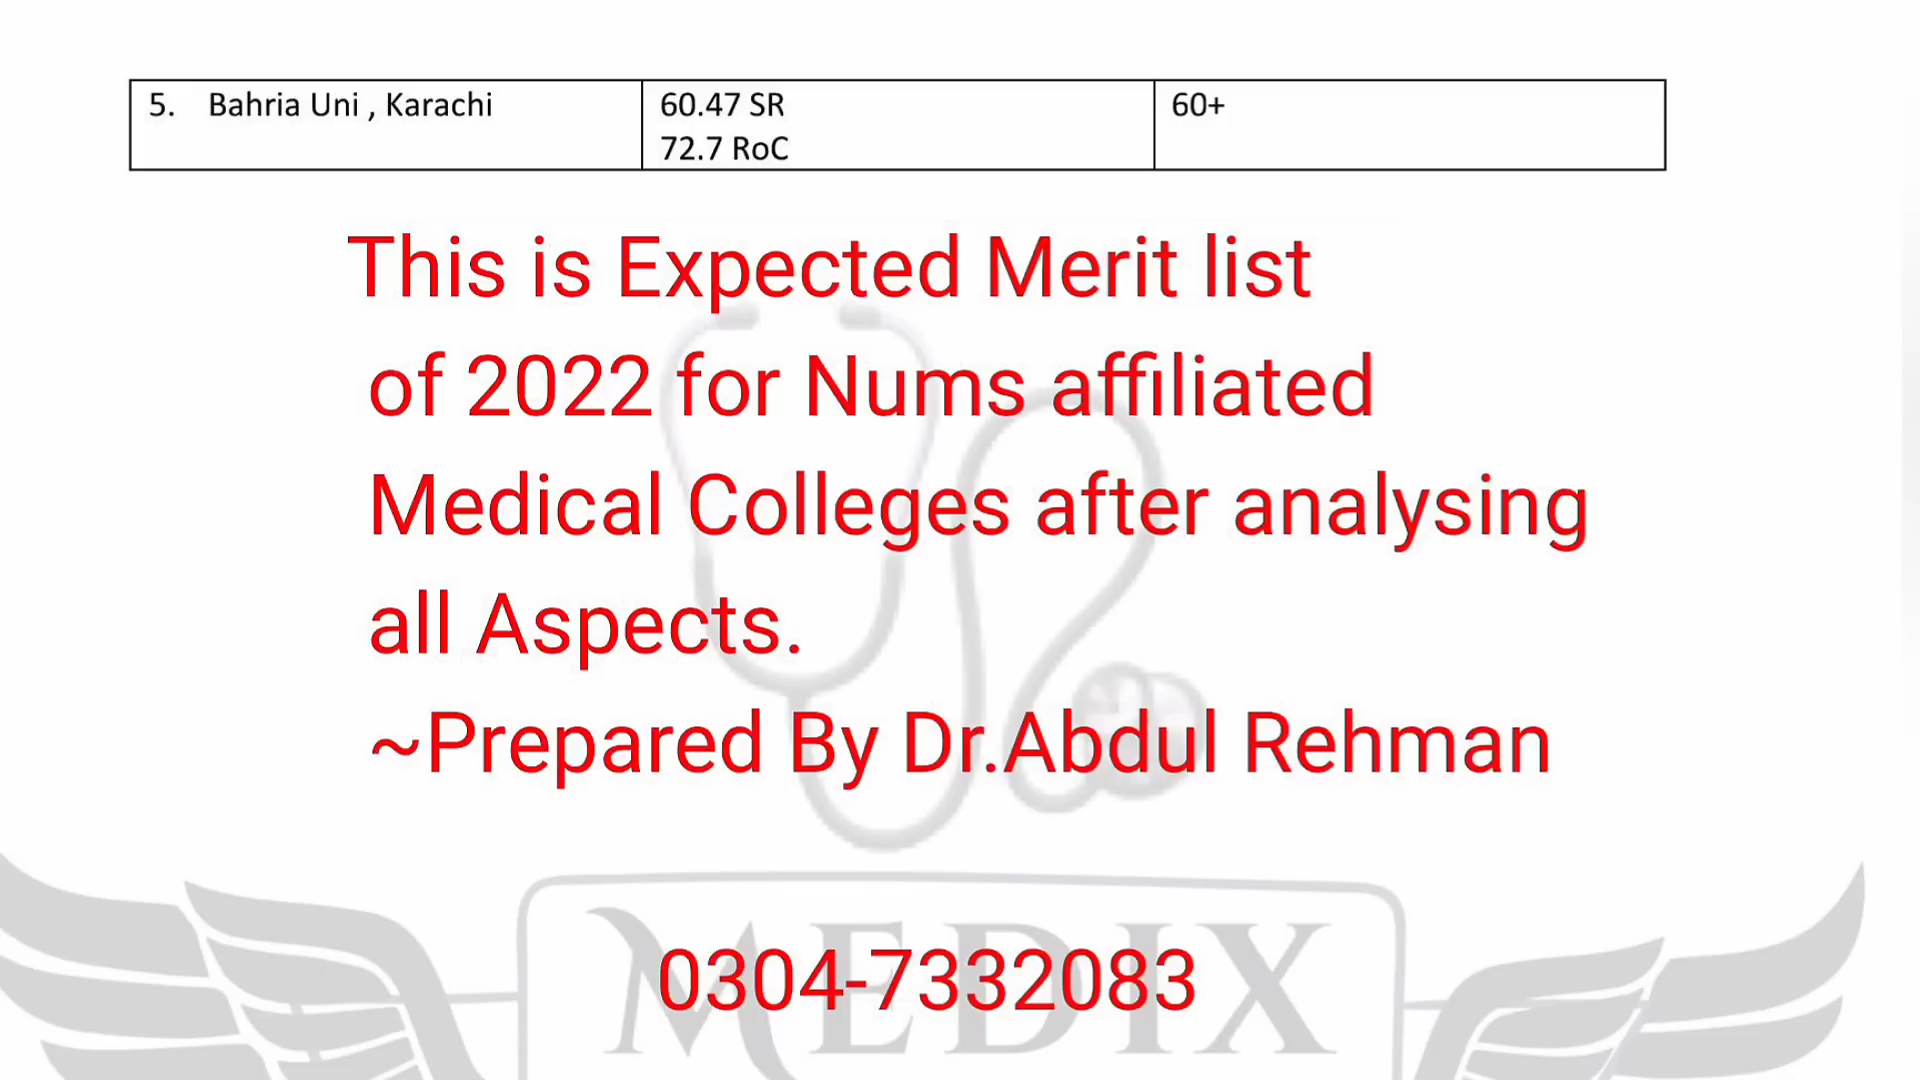 5. Bahria Uni , Karachi 60.47 SR 60+
72.7 RoC
This is Expected Merit list
of 2022 for Nums affiliated
Medical Colleges after analysing
all Aspects.
~Prepared By Dr.Abdul Rehman
MEDIX
0304-7332083